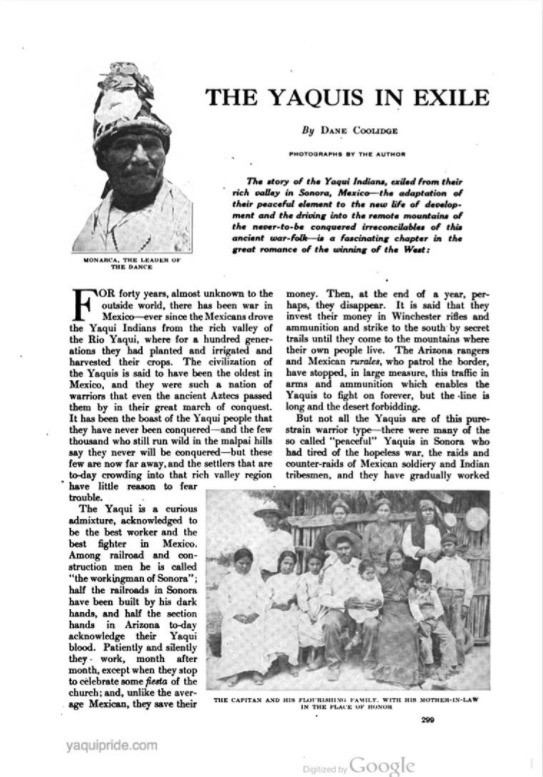 THE YAQUIS IN EXILE
By DANE COOLIDGE
PHOTOGRAPHS BY THE AUTHOR
The story of the Yaqui Indians, exiled from their
rich valley in Sonora, Mexico—the adaptation of
their peaceful element to the new life of develop-
ment and the driving into the remote mountains of
the never-to-be conquered irreconcilables of this
ancient war-folk—is a fascinating chapter in the
great romance of the winning of the West:
MONARCA, THE LEADER OF
THE DANCE
FOR forty years, almost unknown to the
outside world, there has been war in
Mexico—ever since the Mexicans drove
the Yaqui Indians from the rich valley of
the Rio Yaqui, where for a hundred gener-
ations they had planted and irrigated and
harvested their crops. The civilization of
the Yaquis is said to have been the oldest in
Mexico, and they were such a nation of
warriors that even the ancient Aztecs passed
them by in their great march of conquest.
It has been the boast of the Yaqui people that
they have never been conquered—and the few
thousand who still run wild in the malpai hills
say they never will be conquered—but these
few are now far away, and the settlers that are
to-day crowding into that rich valley region
have little reason to fear
trouble.
The Yaqui is a curious
admixture, acknowledged to
be the best worker and the
best fighter in Mexico.
Among railroad and con-
struction men he is called
"the workingman of Sonora";
half the railroads in Sonora
have been built by his dark
hands, and half the section
hands in Arizona to-day
acknowledge their Yaqui
blood. Patiently and silently
they work, month after
month, except when they stop
to celebrate some fiesta of the
church; and, unlike the aver-
age Mexican, they save their
money. Then, at the end of a year, per-
haps, they disappear. It is said that they
invest their money in Winchester rifles and
ammunition and strike to the south by secret
trails until they come to the mountains where
their own people live. The Arizona rangers
and Mexican rurales, who patrol the border,
have stopped, in large measure, this traffic in
arms and ammunition which enables the
Yaquis to fight on forever, but the line is
long and the desert forbidding.
But not all the Yaquis are of this pure-
strain warrior type—there were many of the
so called "peaceful" Yaquis in Sonora who
had tired of the hopeless war, the raids and
counter-raids of Mexican soldiery and Indian
tribesmen, and they have gradually worked
THE CAPITAN AND HIS FLOURISHING FAMILY, WITH HIS MOTHER-IN-LAW
IN THE PLACE OF HONOR
299
yaquipride.com
Digitized by Google